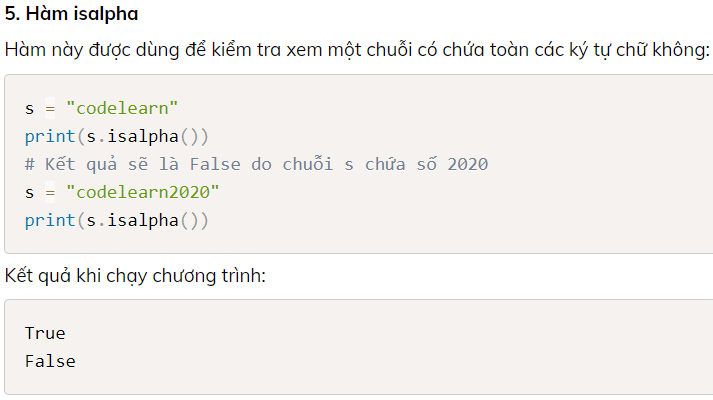 5. Hàm isalpha
Hàm này được dùng để kiểm tra xem một chuỗi có chứa toàn các ký tự chữ không:
s = "codelearn"
print(s.isalpha())
# Kết quả sẽ là False do chuỗi s chứa số 2020
s = "codelearn2020"
print(s.isalpha())
Kết quả khi chạy chương trình:
True
False